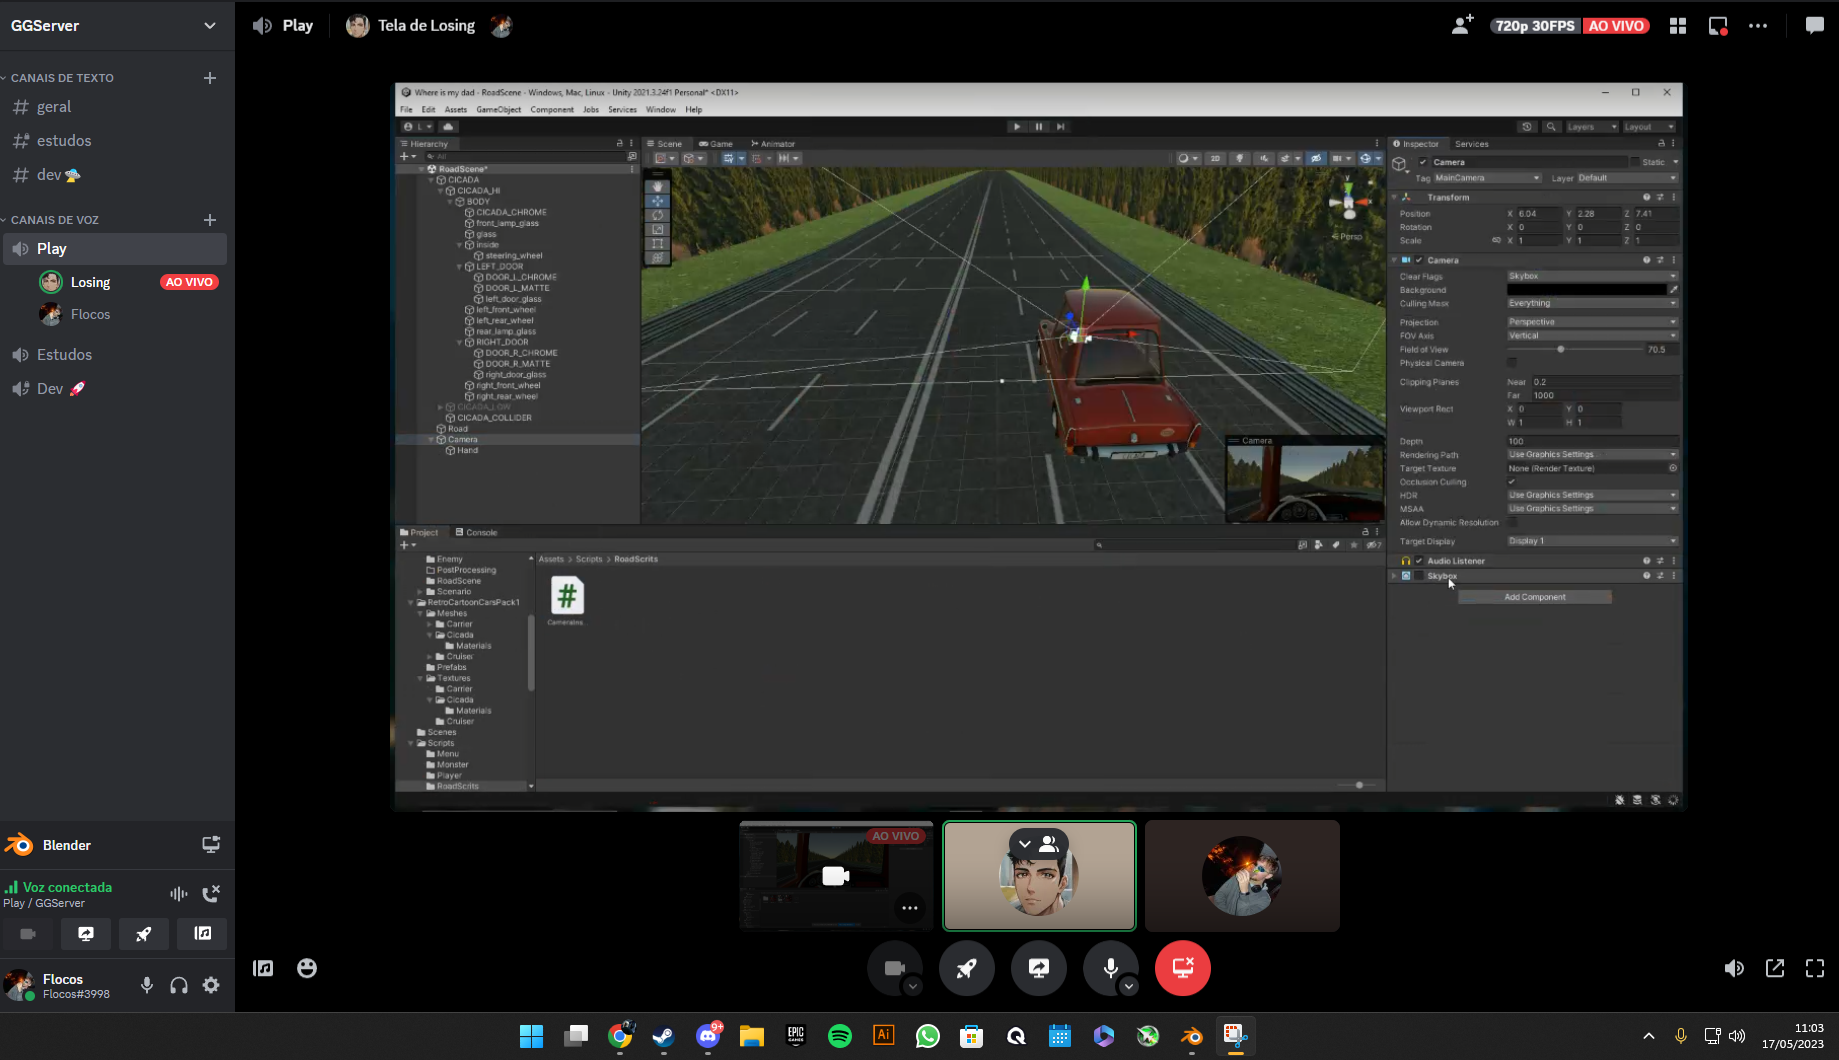 GGServer
Play
Tela de Losing
720p 30FPS
AO VIVO
CANAIS DE TEXTO
geral
estudos
dev
CANAIS DE VOZ
Play
Losing
AO VIVO
Flocos
Estudos
Dev
Where is my dad - RoadScene - Windows, Mac, Linux - Unity 2021.3.24f1 Personal* <DX11>
File Edit Assets GameObject Component Jobs Services Window Help
L
Layers
Layout
Hierarchy
All
RoadScene*
CICADA
CICADA_HI
BODY
CICADA_CHROME
front_lamp_glass
glass
inside
steering_wheel
LEFT_DOOR
DOOR_L_CHROME
DOOR_L_MATTE
left_door_glass
left_front_wheel
left_rear_wheel
rear_lamp_glass
RIGHT_DOOR
DOOR_R_CHROME
DOOR_R_MATTE
right_door_glass
right_front_wheel
right_rear_wheel
CICADA_LOW
CICADA_COLLIDER
Road
Camera
Hand
Scene
Game
Animator
2D
y
Persp
Camera
Inspector
Services
Camera
Static
Tag MainCamera
Layer Default
Transform
Position X 6.04 Y 2.28 Z 7.41
Rotation X 0 Y 0 Z 0
Scale X 1 Y 1 Z 1
Camera
Clear Flags Skybox
Background
Culling Mask Everything
Projection Perspective
FOV Axis Vertical
Field of View 70.5
Physical Camera
Clipping Planes Near 0.2
Far 1000
Viewport Rect X 0 Y 0
W 1 H 1
Depth 100
Rendering Path Use Graphics Settings
Target Texture None (Render Texture)
Occlusion Culling
HDR Use Graphics Settings
MSAA Use Graphics Settings
Allow Dynamic Resolution
Target Display Display 1
Audio Listener
Skybox
Add Component
Project
Console
Enemy
PostProcessing
RoadScene
Scenario
RetroCartoonCarsPack1
Meshes
Carrier
Cicada
Materials
Cruiser
Prefabs
Textures
Carrier
Cicada
Materials
Cruiser
Scenes
Scripts
Menu
Monster
Player
RoadScrits
Assets > Scripts > RoadScrits
7
#
CameraIns...
AO VIVO
Blender
Voz conectada
Play / GGServer
Flocos
Flocos#3998
9+
EPIC GAMES
Ai
11:03
17/05/2023